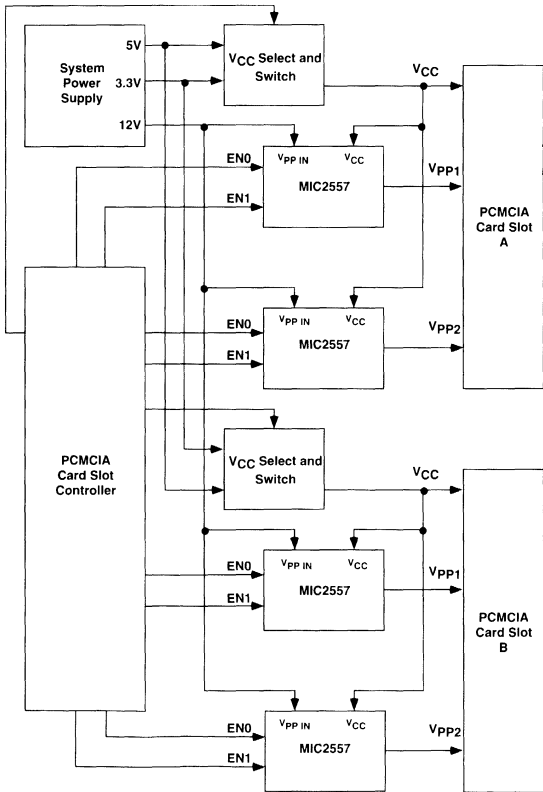 5V
System
Power
Supply
3.3V
12V
VCC Select and
Switch
VCC
EN0
EN1
VPP IN
VCC
MIC2557
VPP1
PCMCIA
Card Slot
A
EN0
EN1
VPP IN
VCC
MIC2557
VPP2
PCMCIA
Card Slot
Controller
VCC Select and
Switch
VCC
EN0
EN1
VPP IN
VCC
MIC2557
VPP1
PCMCIA
Card Slot
B
EN0
EN1
VPP IN
VCC
MIC2557
VPP2